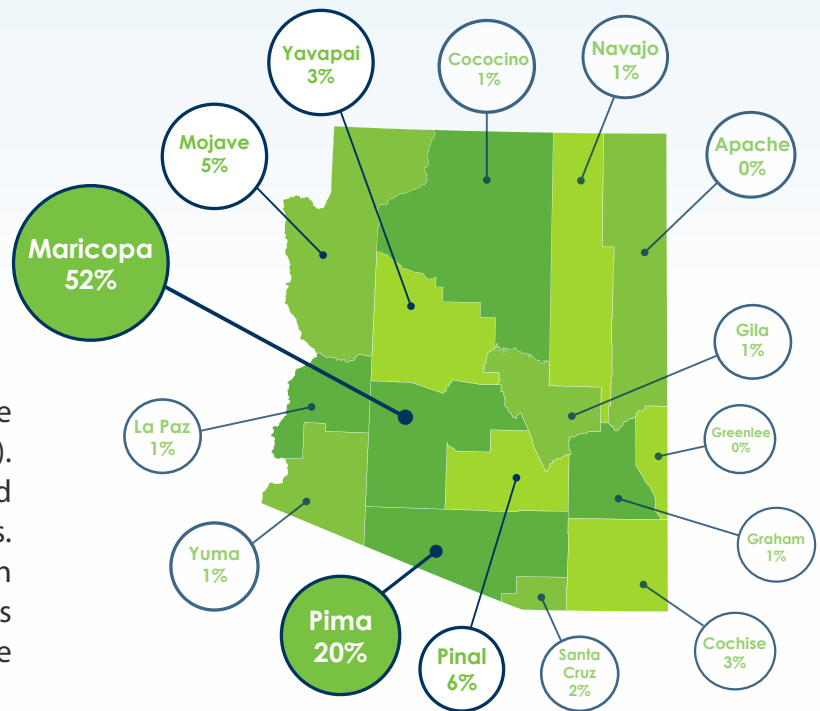 Yavapai
3%
Cococino
1%
Navajo
1%
Mojave
5%
Apache
0%
Maricopa
52%
Gila
1%
La Paz
1%
Greenlee
0%
e
).
d
s.
n
s
e
Yuma
1%
Graham
1%
Pima
20%
Pinal
6%
Santa
Cruz
2%
Cochise
3%